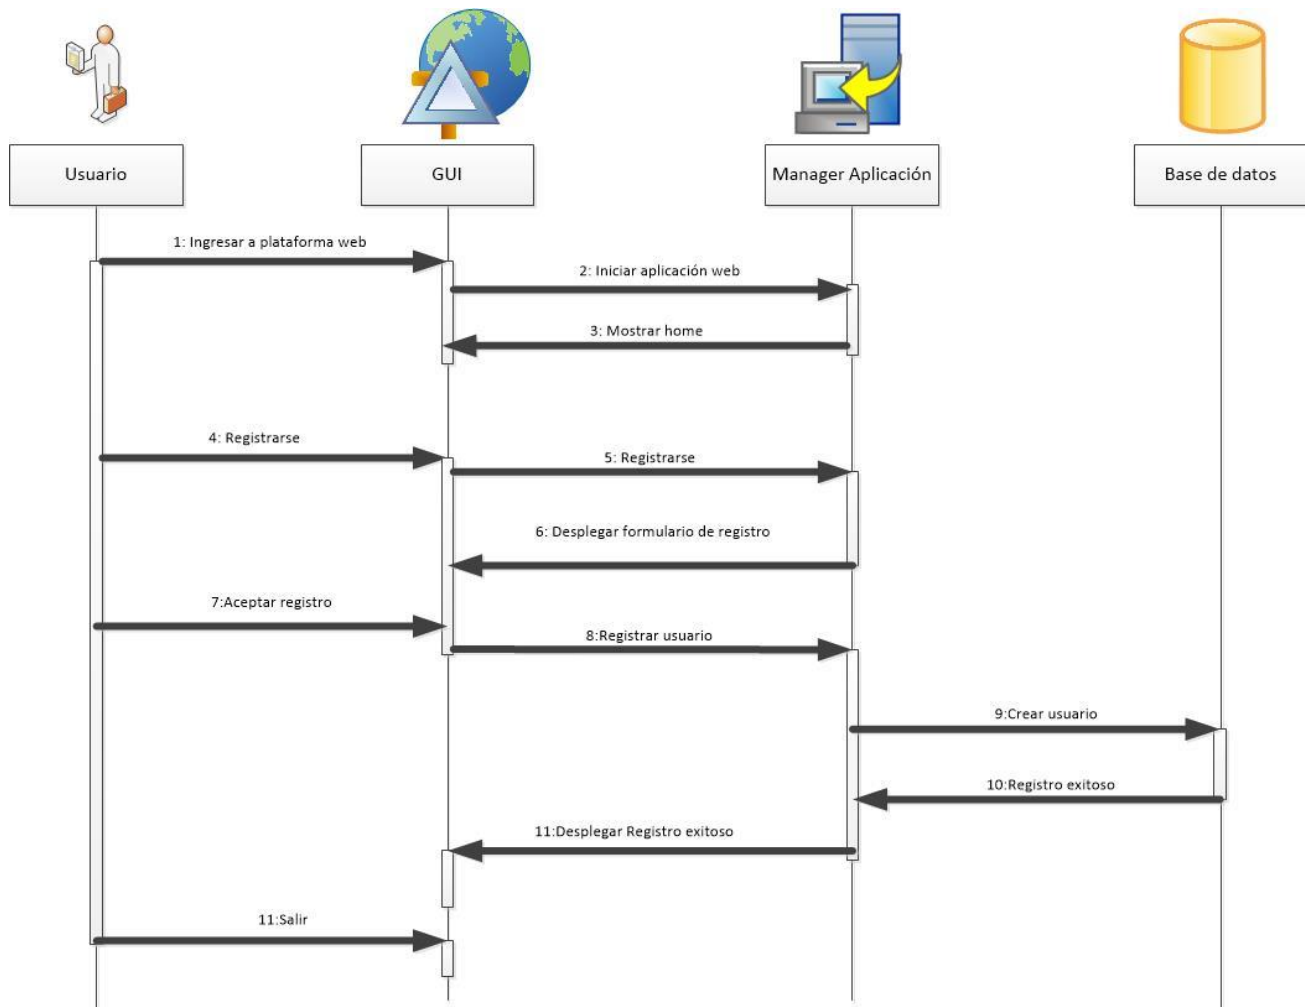 Usuario
GUI
Manager Aplicación
Base de datos
1: Ingresar a plataforma web
2: Iniciar aplicación web
3: Mostrar home
4: Registrarse
5: Registrarse
6: Desplegar formulario de registro
7:Aceptar registro
8:Registrar usuario
9:Crear usuario
10:Registro exitoso
11:Desplegar Registro exitoso
11:Salir